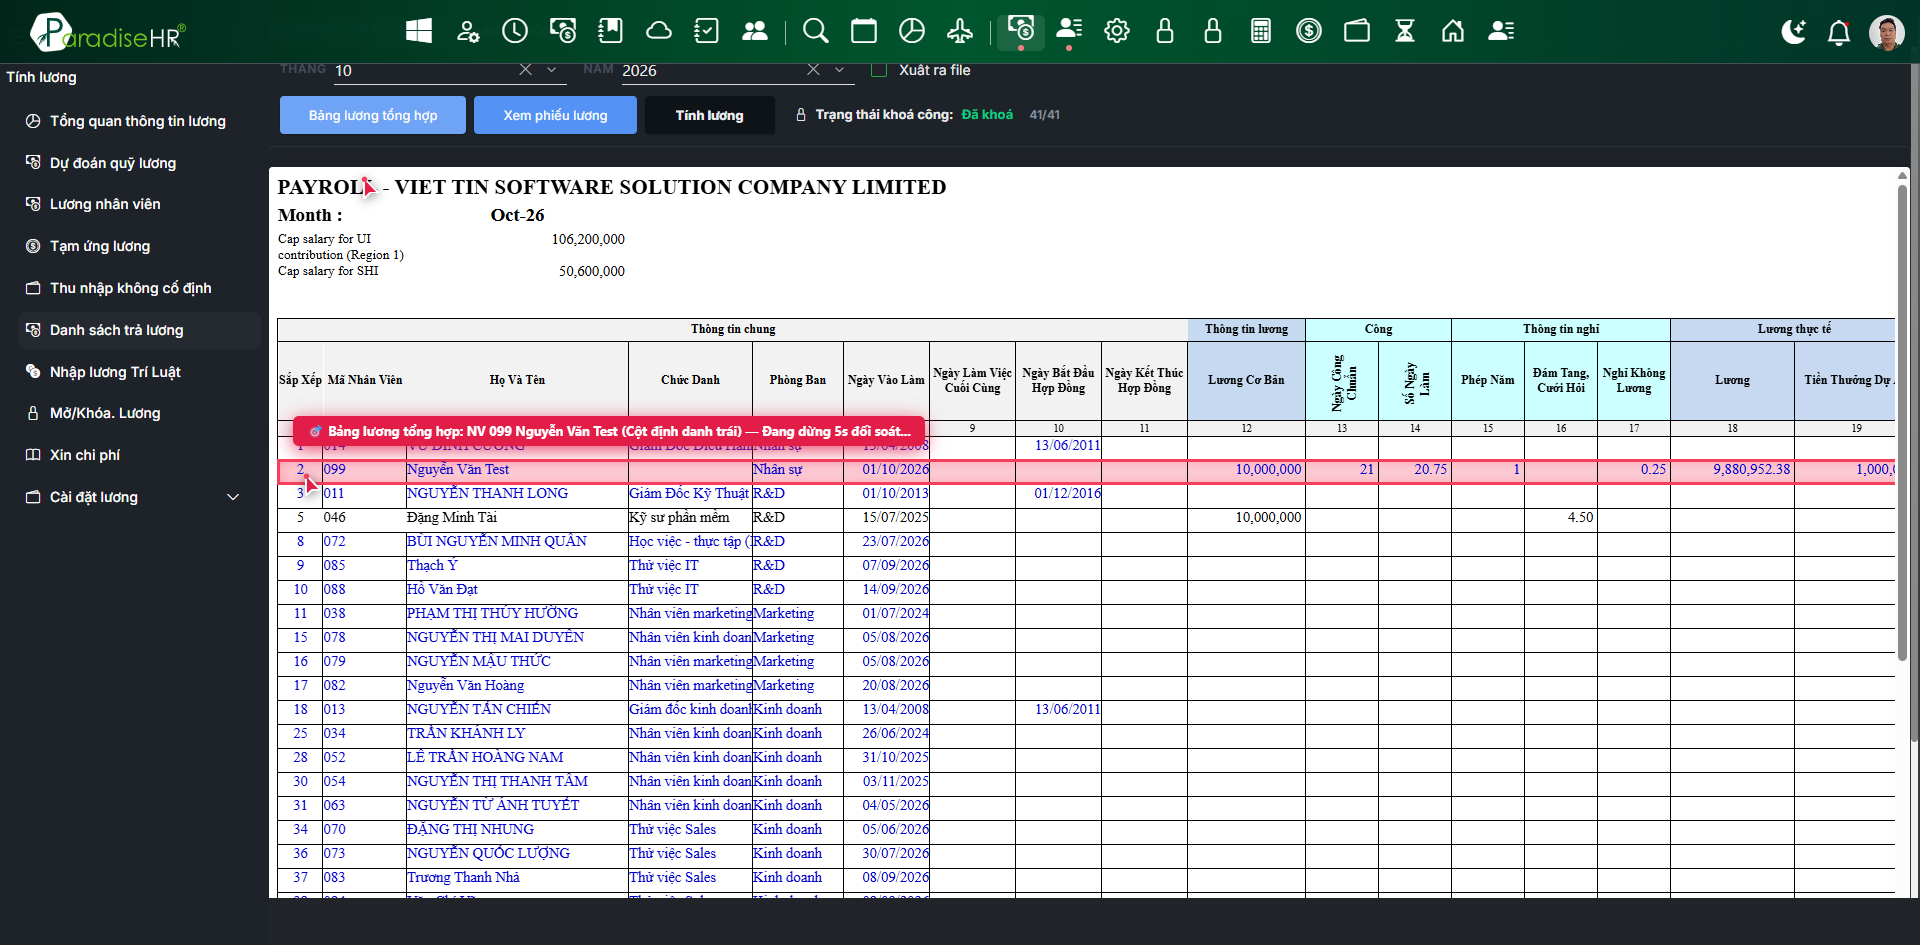 ParadiseHR®
Tính lương
THÁNG 10 NĂM 2026 Xuất ra file
Bảng lương tổng hợp Xem phiếu lương Tính lương Trạng thái khoá công: Đã khoá 41/41
Tổng quan thông tin lương
Dự đoán quỹ lương
Lương nhân viên
Tạm ứng lương
Thu nhập không cố định
Danh sách trả lương
Nhập lương Trí Luật
Mở/Khóa. Lương
Xin chi phí
Cài đặt lương
PAYROLL - VIET TIN SOFTWARE SOLUTION COMPANY LIMITED
Month : Oct-26
Cap salary for UI contribution (Region 1) 106,200,000
Cap salary for SHI 50,600,000
Thông tin chung Thông tin lương Công Thông tin nghỉ Lương thực tế
Sắp Xếp Mã Nhân Viên Họ Và Tên Chức Danh Phòng Ban Ngày Vào Làm Ngày Làm Việc Cuối Cùng Ngày Bắt Đầu Hợp Đồng Ngày Kết Thúc Hợp Đồng Lương Cơ Bản Ngày Công Chuẩn Số Ngày Làm Phép Năm Đám Tang, Cưới Hỏi Nghỉ Không Lương Lương Tiền Thưởng Dự
9 10 11 12 13 14 15 16 17 18 19
Bảng lương tổng hợp: NV 099 Nguyễn Văn Test (Cột định danh trái) — Đang dừng 5s đối soát...
1 014 VŨ ĐÌNH CƯỜNG Giám Đốc Điều Hàn Nhân sự 13/04/2008 13/06/2011
2 099 Nguyễn Văn Test Nhân sự 01/10/2026 10,000,000 21 20.75 1 0.25 9,880,952.38 1,000,0
3 011 NGUYỄN THANH LONG Giám Đốc Kỹ Thuật R&D 01/10/2013 01/12/2016
5 046 Đặng Minh Tài Kỹ sư phần mềm R&D 15/07/2025 10,000,000 4.50
8 072 BÙI NGUYỄN MINH QUÂN Học việc - thực tập ( R&D 23/07/2026
9 085 Thạch Ý Thử việc IT R&D 07/09/2026
10 088 Hồ Văn Đạt Thử việc IT R&D 14/09/2026
11 038 PHẠM THỊ THÚY HƯỜNG Nhân viên marketing Marketing 01/07/2024
15 078 NGUYỄN THỊ MAI DUYÊN Nhân viên kinh doan Marketing 05/08/2026
16 079 NGUYỄN MẬU THỨC Nhân viên marketing Marketing 05/08/2026
17 082 Nguyễn Văn Hoàng Nhân viên marketing Marketing 20/08/2026
18 013 NGUYỄN TẤN CHIẾN Giám đốc kinh doanh Kinh doanh 13/04/2008 13/06/2011
25 034 TRẦN KHÁNH LY Nhân viên kinh doan Kinh doanh 26/06/2024
28 052 LÊ TRẦN HOÀNG NAM Nhân viên kinh doan Kinh doanh 31/10/2025
30 054 NGUYỄN THỊ THANH TÂM Nhân viên kinh doan Kinh doanh 03/11/2025
31 063 NGUYỄN TỪ ÁNH TUYẾT Nhân viên kinh doan Kinh doanh 04/05/2026
34 070 ĐẶNG THỊ NHUNG Thử việc Sales Kinh doanh 05/06/2026
36 073 NGUYỄN QUỐC LƯỢNG Thử việc Sales Kinh doanh 30/07/2026
37 083 Trương Thanh Nhã Thử việc Sales Kinh doanh 08/09/2026